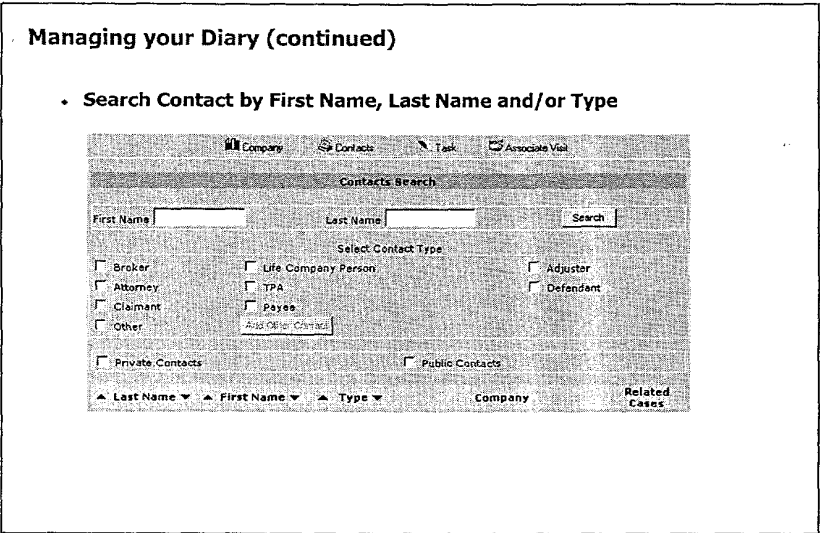 Managing your Diary (continued)
• Search Contact by First Name, Last Name and/or Type
Company Contacts Task Associate Visit
Contacts Search
First Name Last Name Search
Select Contact Type
Broker Life Company Person Adjuster
Attorney TPA Defendant
Claimant Payee
Other Add Other Contact
Private Contacts Public Contacts
▲ Last Name ▼ ▲ First Name ▼ ▲ Type ▼ Company Related Cases